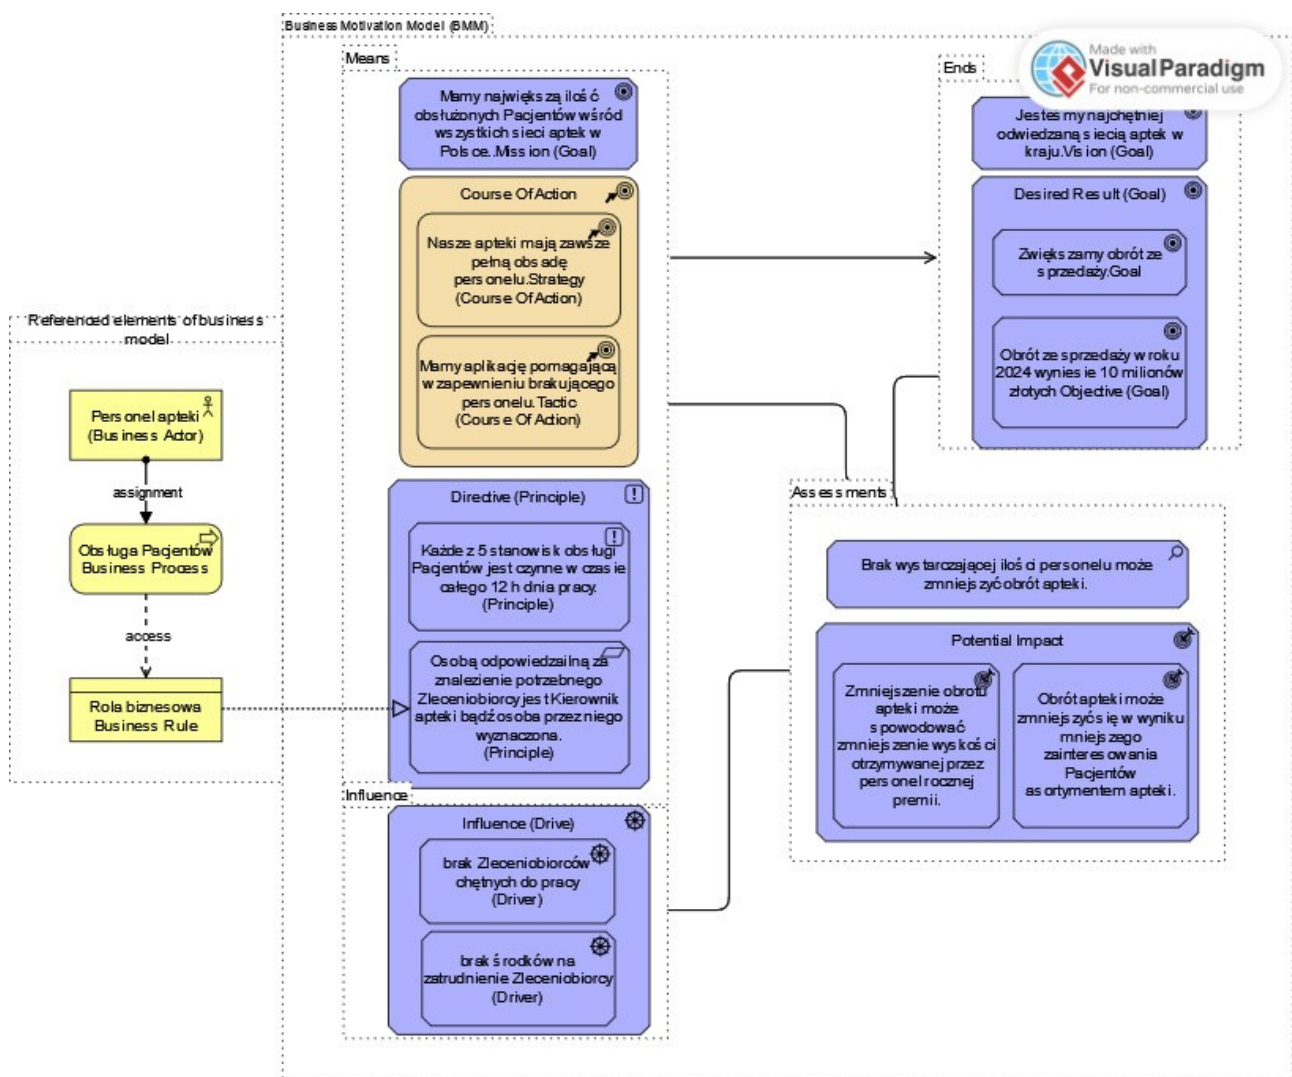 Business Motivation Model (BMM)
Means
Mamy największą ilość
obsłużonych Pacjentów wśród
wszystkich sieci aptek w
Polsce..Mission (Goal)
Course Of Action
Nasze apteki mają zawsze
pełną obsadę
personelu.Strategy
(Course Of Action)
Mamy aplikację pomagającą
w zapewnieniu brakującego
personelu. Tactic
(Course Of Action)
Directive (Principle)
Każde z 5 stanowisk obsługi
Pacjentów jest czynne w czasie
całego 12 h dnia pracy.
(Principle)
Osobą odpowiedzailną za
znalezienie potrzebnego
Zleceniobiorcy jest Kierownik
apteki bądź osoba przez niego
wyznaczona.
(Principle)
Influence
Influence (Drive)
brak Zleceniobiorców
chętnych do pracy
(Driver)
brak środków na
zatrudnienie Zleceniobiorcy
(Driver)
Referenced elements of business
model
Personel apteki
(Business Actor)
assignment
Obsługa Pacjentów
Business Process
access
Rola biznesowa
Business Rule
Ends
Made with
VisualParadigm
For non-commercial use
Jesteśmy najchętniej
odwiedzaną siecią aptek w
kraju.Vision (Goal)
Desired Result (Goal)
Zwiększamy obrót ze
sprzedaży.Goal
Obrót ze sprzedaży w roku
2024 wyniesie 10 milionów
złotych Objective (Goal)
Assessments
Brak wystarczającej ilości personelu może
zmniejszyć obrót apteki.
Potential Impact
Zmniejszenie obrotu
apteki może
spowodować
zmniejszenie wyskości
otrzymywanej przez
personel rocznej
premii.
Obrót apteki może
zmniejszyć się w wyniku
mniejszego
zainteresowania
Pacjentów
asortymentem apteki.